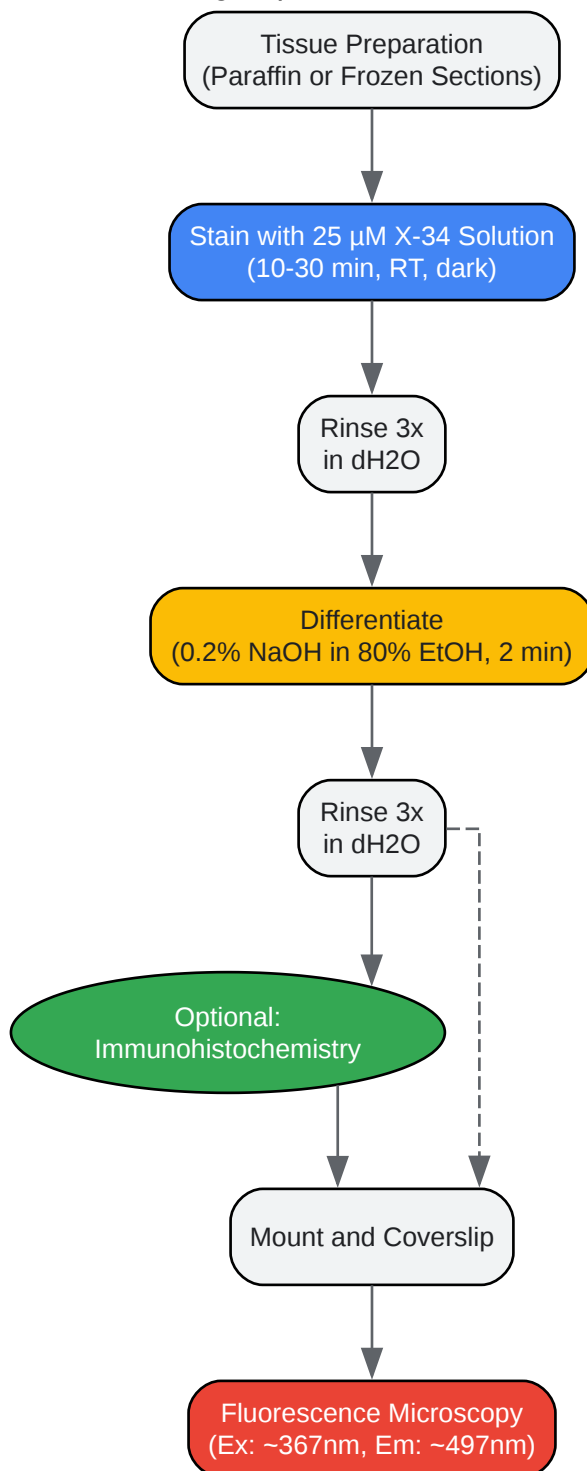 Tissue Preparation
(Paraffin or Frozen Sections)
Stain with 25 µM X-34 Solution
(10-30 min, RT, dark)
Rinse 3x
in dH2O
Differentiate
(0.2% NaOH in 80% EtOH, 2 min)
Rinse 3x
in dH2O
Optional:
Immunohistochemistry
Mount and Coverslip
Fluorescence Microscopy
(Ex: ~367nm, Em: ~497nm)